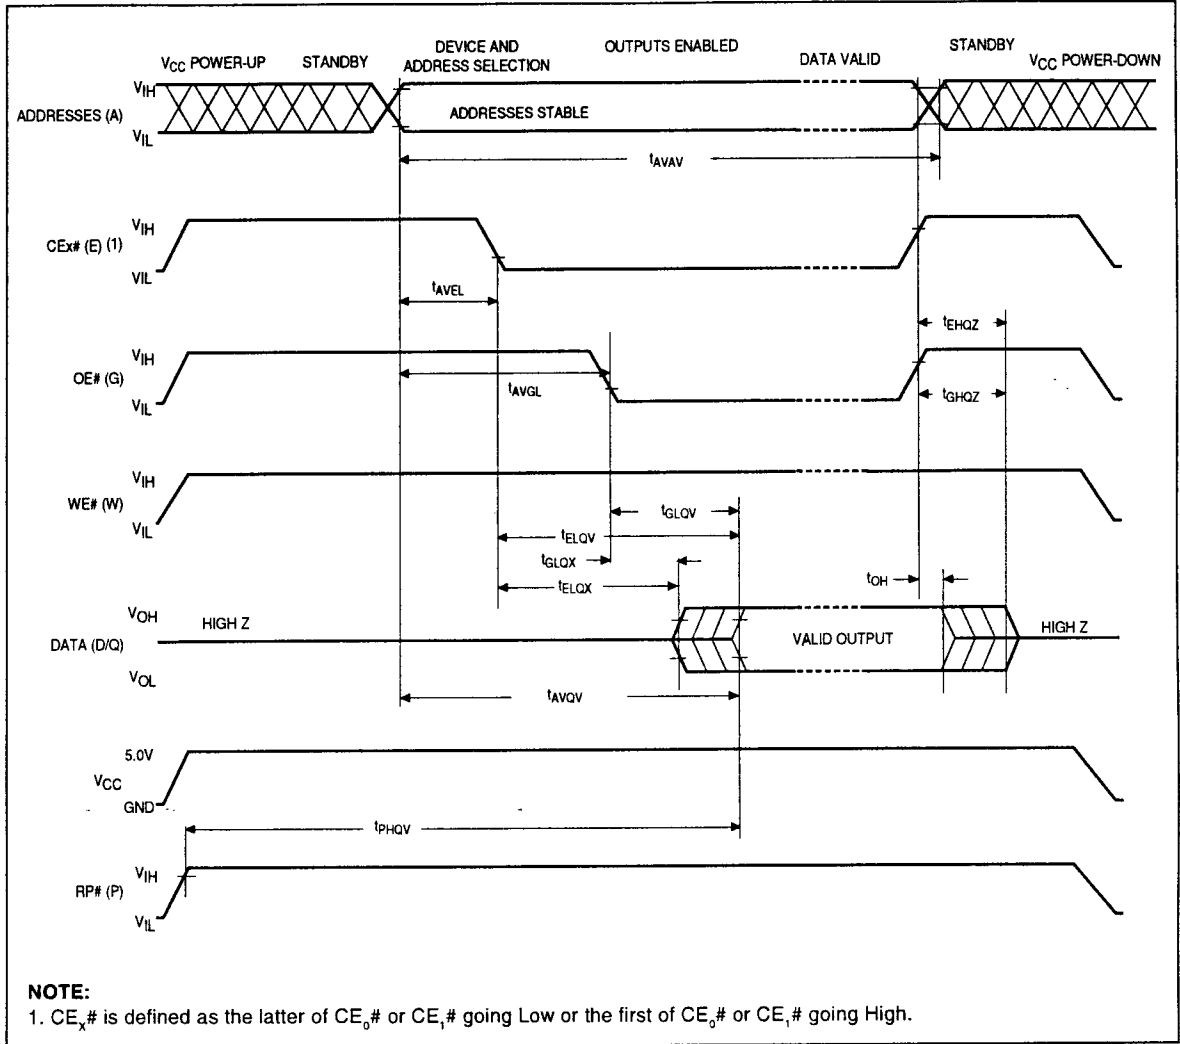 DEVICE AND
ADDRESS SELECTION
OUTPUTS ENABLED
STANDBY
VCC POWER-UP
STANDBY
DATA VALID
VCC POWER-DOWN
VIH
ADDRESSES (A)
ADDRESSES STABLE
VIL
tAVAV
VIH
CEx# (E) (1)
VIL
tAVEL
tEHQZ
VIH
OE# (G)
tAVGL
tGHQZ
VIL
VIH
WE# (W)
tGLQV
VIL
tELQV
tGLQX
tELQX
tOH
VOH
HIGH Z
DATA (D/Q)
VALID OUTPUT
HIGH Z
VOL
tAVQV
5.0V
VCC
GND
tPHQV
VIH
RP# (P)
VIL
NOTE:
1. CEx# is defined as the latter of CE0# or CE1# going Low or the first of CE0# or CE1# going High.